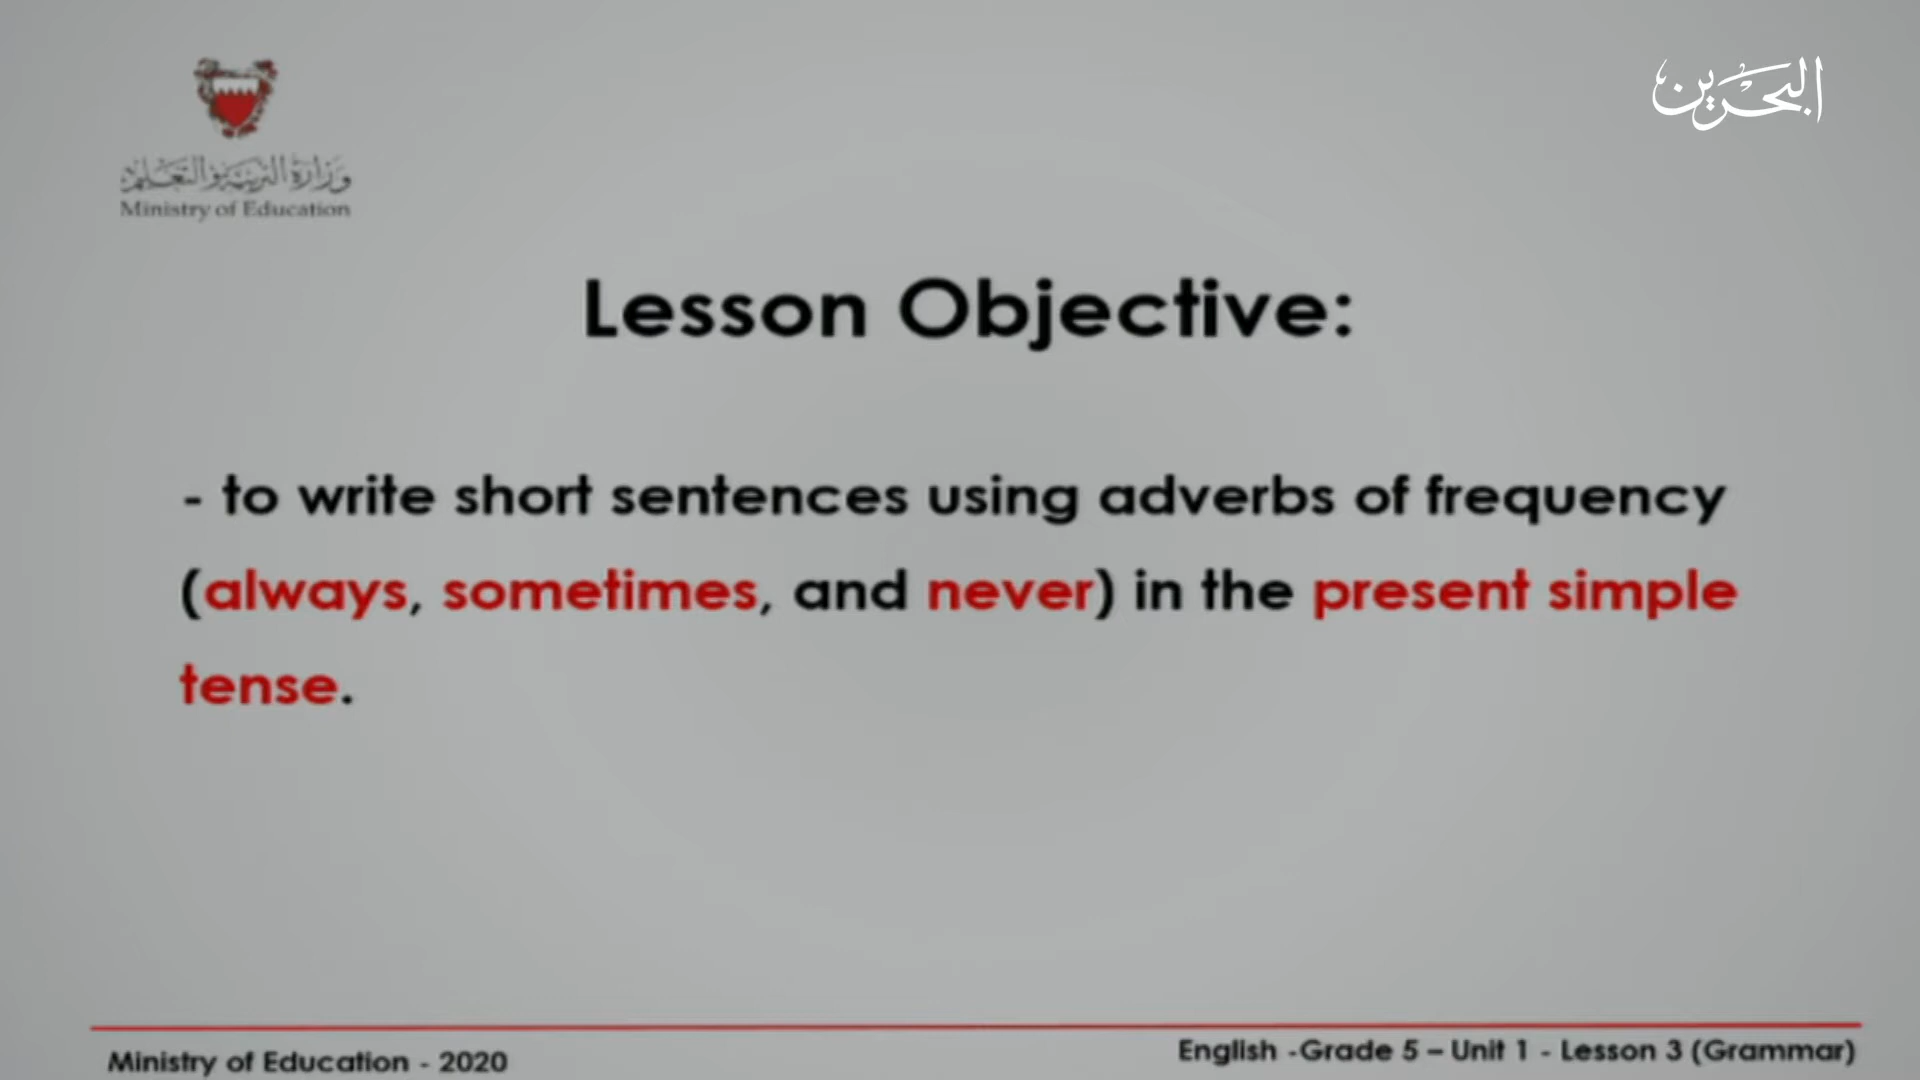 البحرين
وزارة التربية والتعليم
Ministry of Education
Lesson Objective:
- to write short sentences using adverbs of frequency
(always, sometimes, and never) in the present simple
tense.
Ministry of Education - 2020
English -Grade 5 – Unit 1 - Lesson 3 (Grammar)